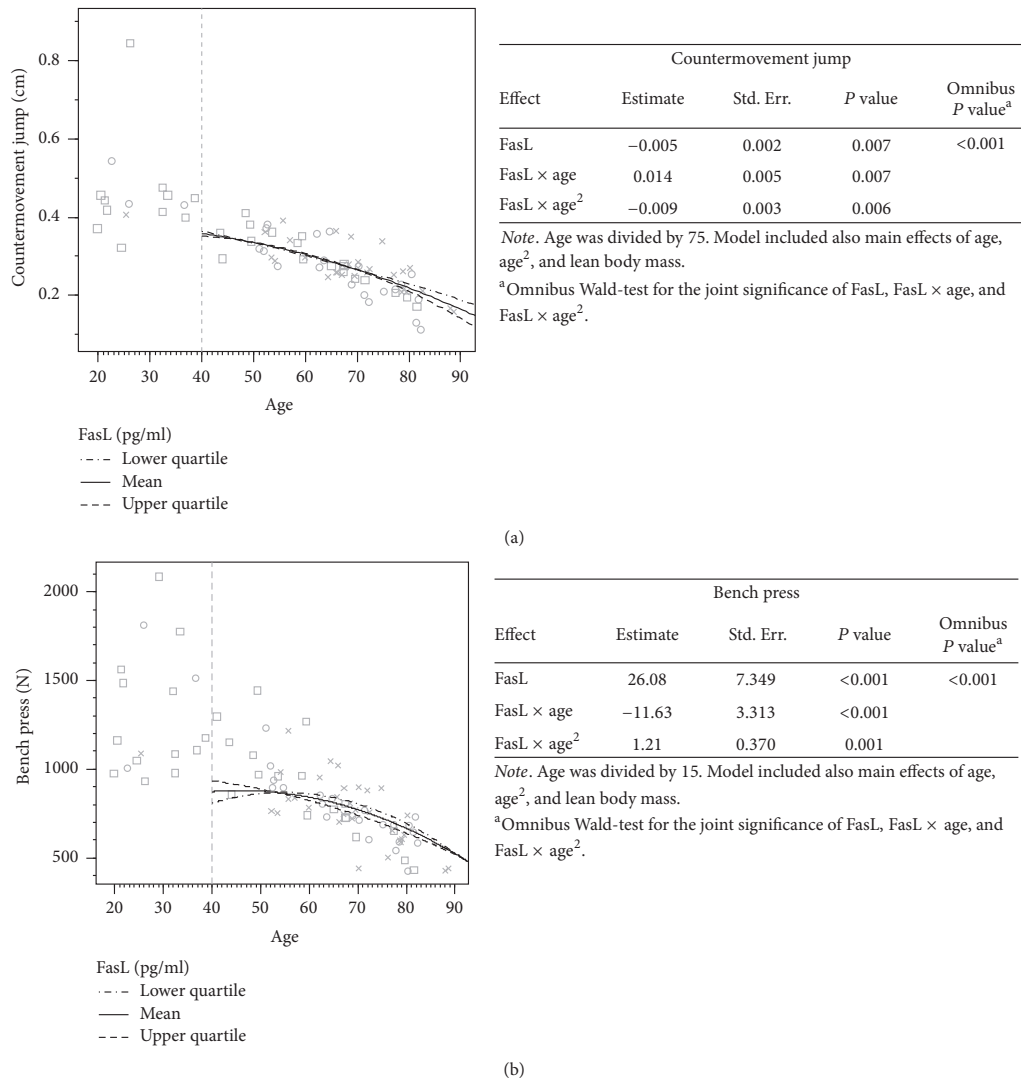 Countermovement jump (cm)
0.8
0.6
0.4
0.2
20 30 40 50 60 70 80 90
Age
FasL (pg/ml)
Lower quartile
Mean
Upper quartile
Countermovement jump
Effect Estimate Std. Err. P value Omnibus P valueᵃ
FasL −0.005 0.002 0.007 <0.001
FasL × age 0.014 0.005 0.007
FasL × age² −0.009 0.003 0.006
Note. Age was divided by 75. Model included also main effects of age,
age², and lean body mass.
ᵃOmnibus Wald-test for the joint significance of FasL, FasL × age, and
FasL × age².
(a)
Bench press (N)
2000
1500
1000
500
20 30 40 50 60 70 80 90
Age
FasL (pg/ml)
Lower quartile
Mean
Upper quartile
Bench press
Effect Estimate Std. Err. P value Omnibus P valueᵃ
FasL 26.08 7.349 <0.001 <0.001
FasL × age −11.63 3.313 <0.001
FasL × age² 1.21 0.370 0.001
Note. Age was divided by 15. Model included also main effects of age,
age², and lean body mass.
ᵃOmnibus Wald-test for the joint significance of FasL, FasL × age, and
FasL × age².
(b)